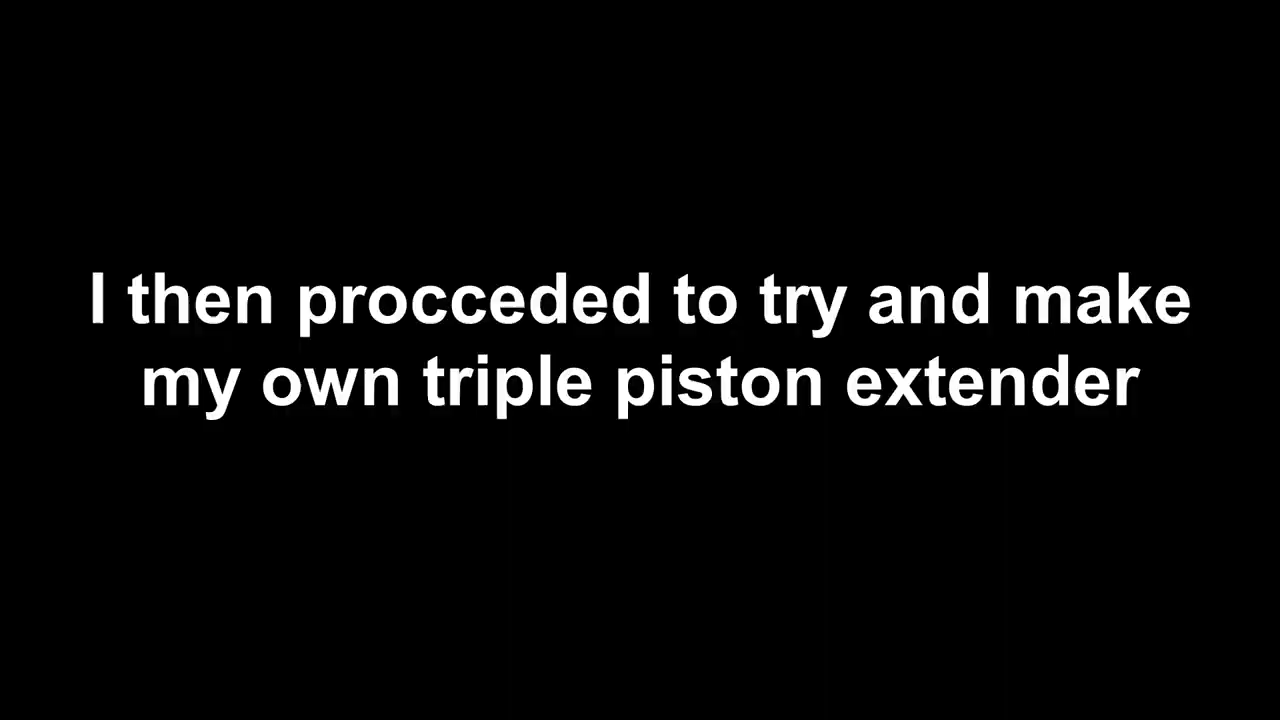 I then procceded to try and make
my own triple piston extender